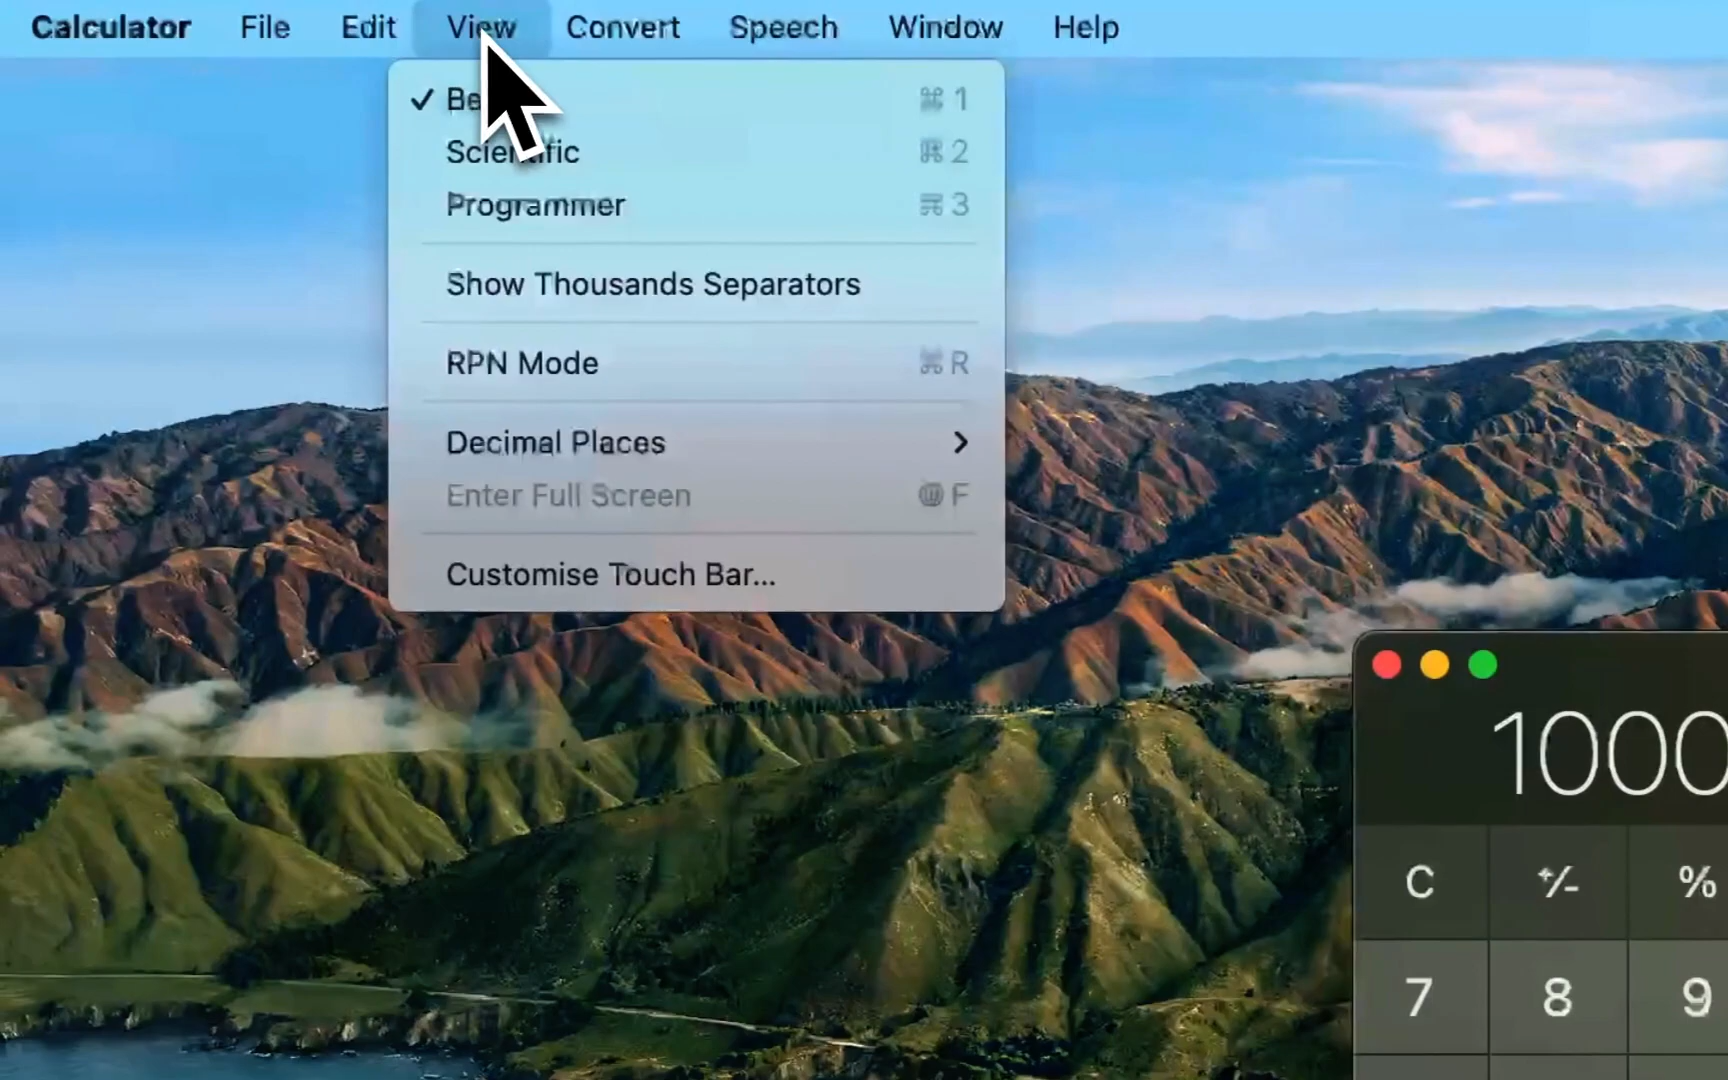 Calculator File Edit View Convert Speech Window Help
✓ ⌘ 1
Scientific ⌘ 2
Programmer ⌘ 3
Show Thousands Separators
RPN Mode ⌘ R
Decimal Places >
Enter Full Screen F
Customise Touch Bar...
1000
C +/- %
7 8 9